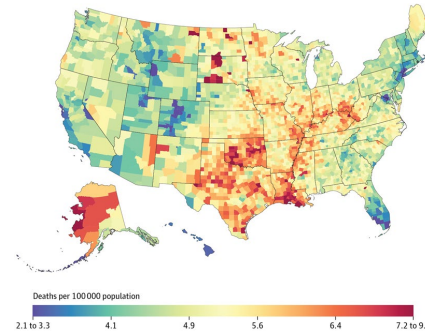 Deaths per 100 000 population
2.1 to 3.3 4.1 4.9 5.6 6.4 7.2 to 9.